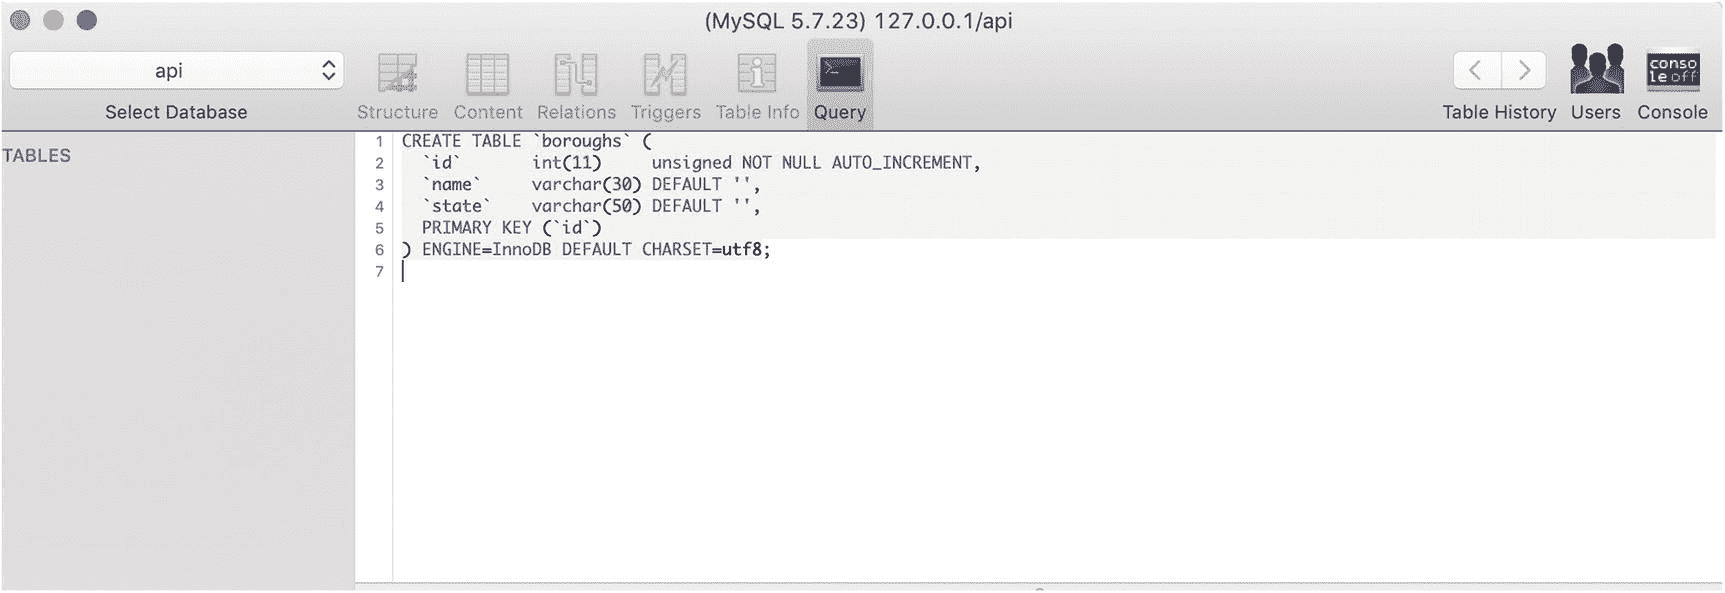 (MySQL 5.7.23) 127.0.0.1/api
api
Select Database
Structure
Content
Relations
Triggers
Table Info
Query
Table History
Users
conso
le off
Console
TABLES
1 CREATE TABLE `boroughs` (
2 `id` int(11) unsigned NOT NULL AUTO_INCREMENT,
3 `name` varchar(30) DEFAULT '',
4 `state` varchar(50) DEFAULT '',
5 PRIMARY KEY (`id`)
6 ) ENGINE=InnoDB DEFAULT CHARSET=utf8;
7